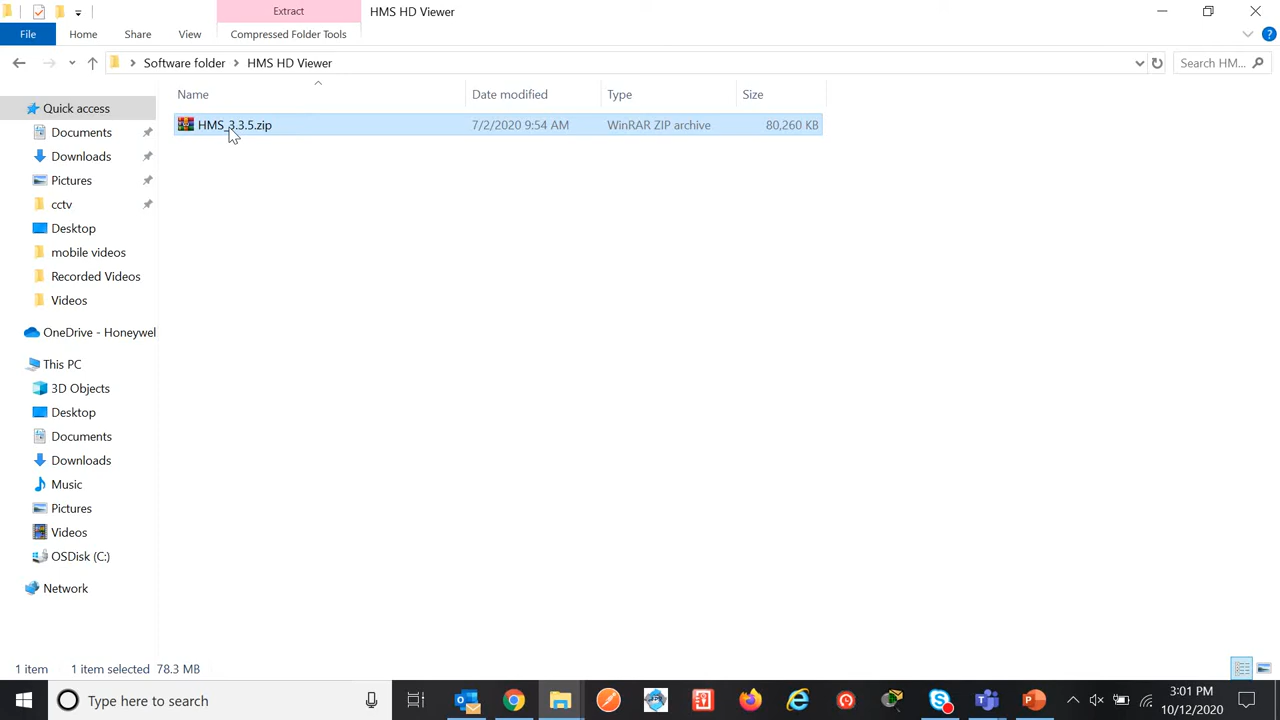 Extract
HMS HD Viewer
File
Home
Share
View
Compressed Folder Tools
Software folder
HMS HD Viewer
Search HM...
Name
Date modified
Type
Size
HMS_3.3.5.zip
7/2/2020 9:54 AM
WinRAR ZIP archive
80,260 KB
Quick access
Documents
Downloads
Pictures
cctv
Desktop
mobile videos
Recorded Videos
Videos
OneDrive - Honeywel
This PC
3D Objects
Desktop
Documents
Downloads
Music
Pictures
Videos
OSDisk (C:)
Network
1 item
1 item selected 78.3 MB
Type here to search
3:01 PM
10/12/2020